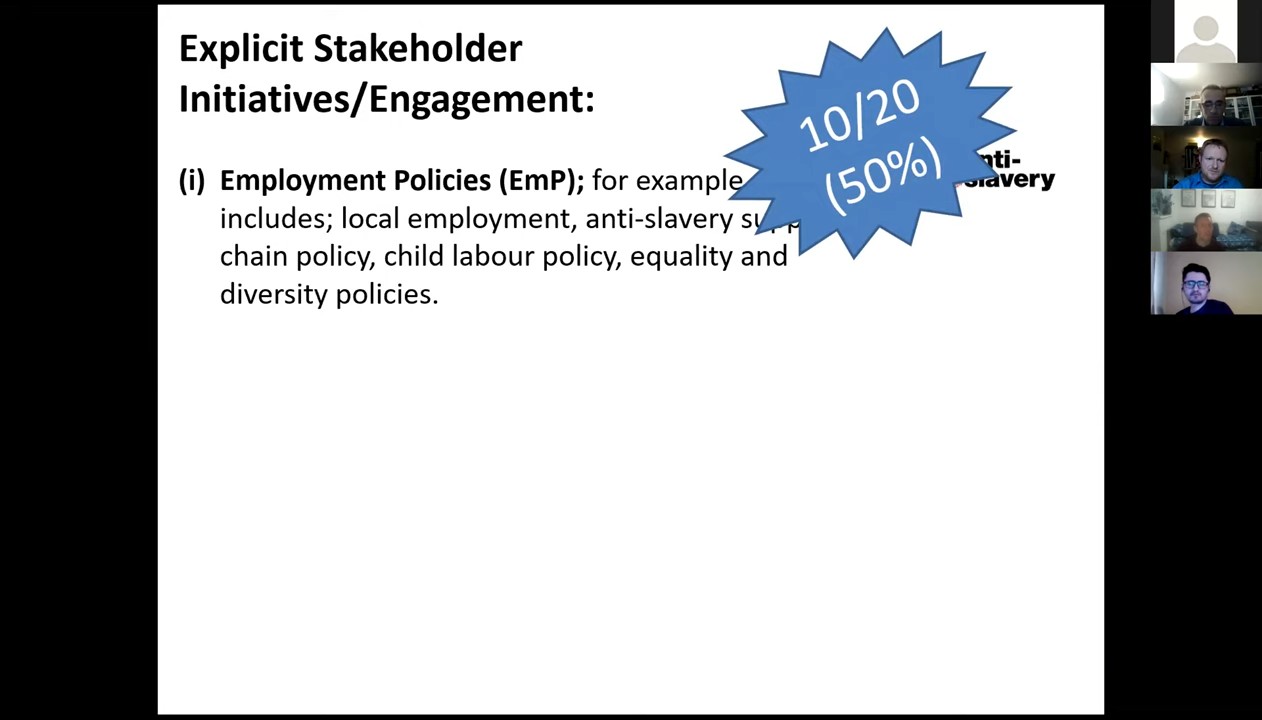 Explicit Stakeholder
Initiatives/Engagement:
10/20
(50%)
nti-
slavery
(i) Employment Policies (EmP); for example
includes; local employment, anti-slavery supp
chain policy, child labour policy, equality and
diversity policies.